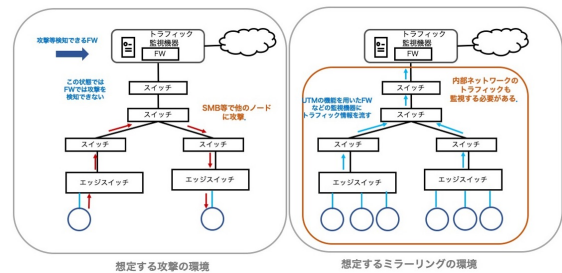 攻撃等検知できるFW
トラフィック
監視機器
FW
この状態では
FWでは攻撃を
検知できない
スイッチ
スイッチ
SMB等で他のノード
に攻撃。
スイッチ
スイッチ
エッジスイッチ
エッジスイッチ
想定する攻撃の環境
トラフィック
監視機器
FW
内部ネットワークの
トラフィックも
監視する必要がある。
スイッチ
UTMの機能を用いたFW
などの監視機器に
トラフィック情報を流す
スイッチ
スイッチ
スイッチ
エッジスイッチ
エッジスイッチ
想定するミラーリングの環境